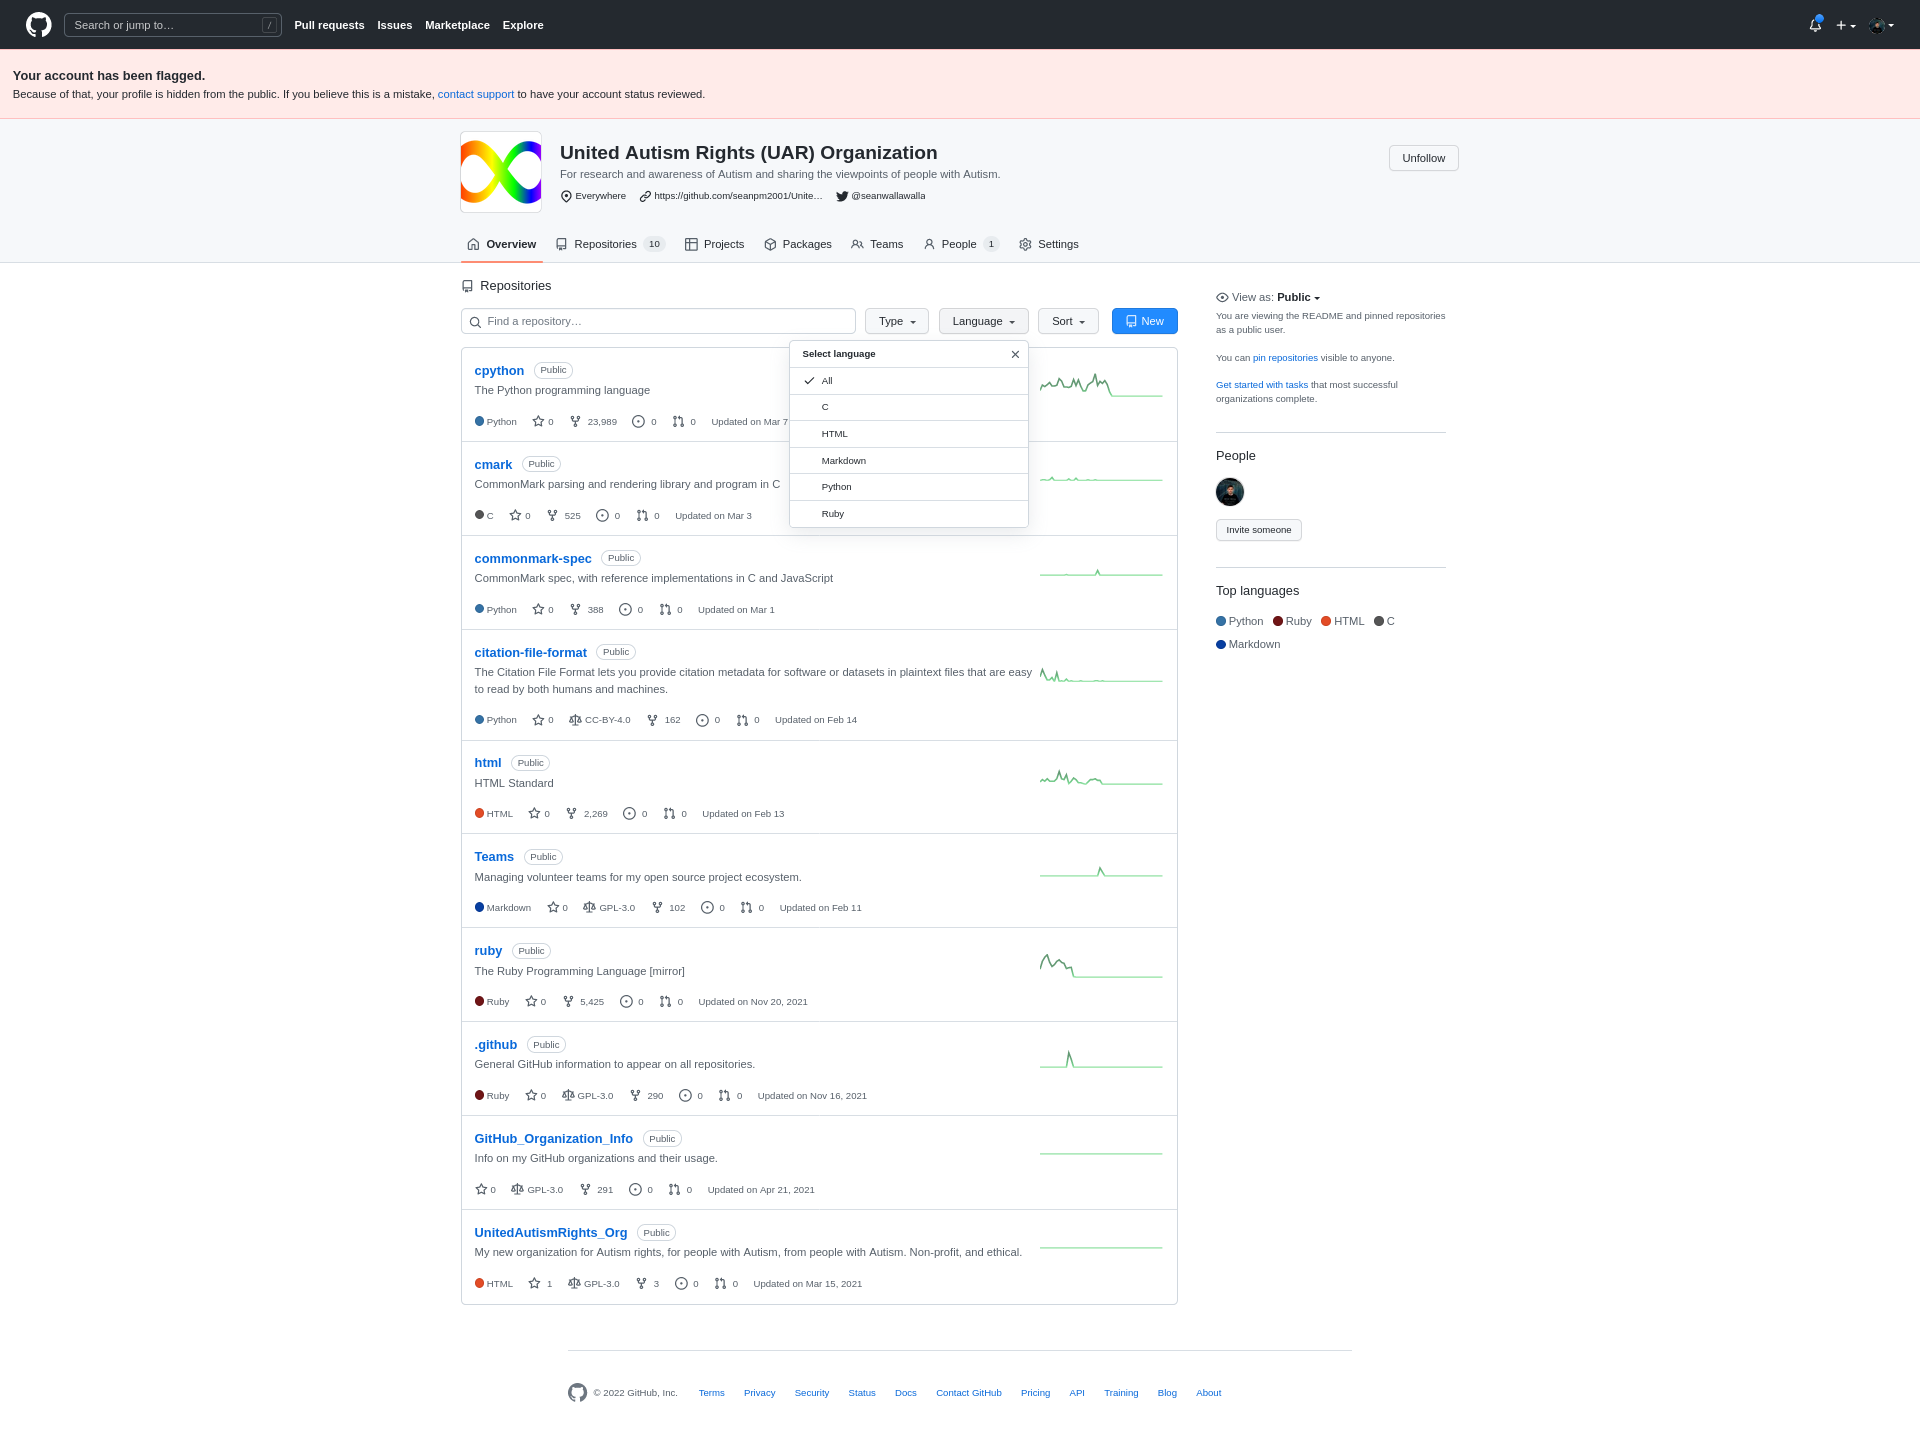 Search or jump to…
/
Pull requests
Issues
Marketplace
Explore
Your account has been flagged.
Because of that, your profile is hidden from the public. If you believe this is a mistake, contact support to have your account status reviewed.
United Autism Rights (UAR) Organization
For research and awareness of Autism and sharing the viewpoints of people with Autism.
Everywhere
https://github.com/seanpm2001/Unite…
@seanwallawalla
Unfollow
Overview
Repositories 10
Projects
Packages
Teams
People 1
Settings
Repositories
Find a repository…
Type
Language
Sort
New
Select language
All
C
HTML
Markdown
Python
Ruby
cpython Public
The Python programming language
Python 0 23,989 0 0 Updated on Mar 7
cmark Public
CommonMark parsing and rendering library and program in C
C 0 525 0 0 Updated on Mar 3
commonmark-spec Public
CommonMark spec, with reference implementations in C and JavaScript
Python 0 388 0 0 Updated on Mar 1
citation-file-format Public
The Citation File Format lets you provide citation metadata for software or datasets in plaintext files that are easy
to read by both humans and machines.
Python 0 CC-BY-4.0 162 0 0 Updated on Feb 14
html Public
HTML Standard
HTML 0 2,269 0 0 Updated on Feb 13
Teams Public
Managing volunteer teams for my open source project ecosystem.
Markdown 0 GPL-3.0 102 0 0 Updated on Feb 11
ruby Public
The Ruby Programming Language [mirror]
Ruby 0 5,425 0 0 Updated on Nov 20, 2021
.github Public
General GitHub information to appear on all repositories.
Ruby 0 GPL-3.0 290 0 0 Updated on Nov 16, 2021
GitHub_Organization_Info Public
Info on my GitHub organizations and their usage.
0 GPL-3.0 291 0 0 Updated on Apr 21, 2021
UnitedAutismRights_Org Public
My new organization for Autism rights, for people with Autism, from people with Autism. Non-profit, and ethical.
HTML 1 GPL-3.0 3 0 0 Updated on Mar 15, 2021
View as: Public
You are viewing the README and pinned repositories
as a public user.
You can pin repositories visible to anyone.
Get started with tasks that most successful
organizations complete.
People
Invite someone
Top languages
Python Ruby HTML C
Markdown
© 2022 GitHub, Inc.
Terms
Privacy
Security
Status
Docs
Contact GitHub
Pricing
API
Training
Blog
About